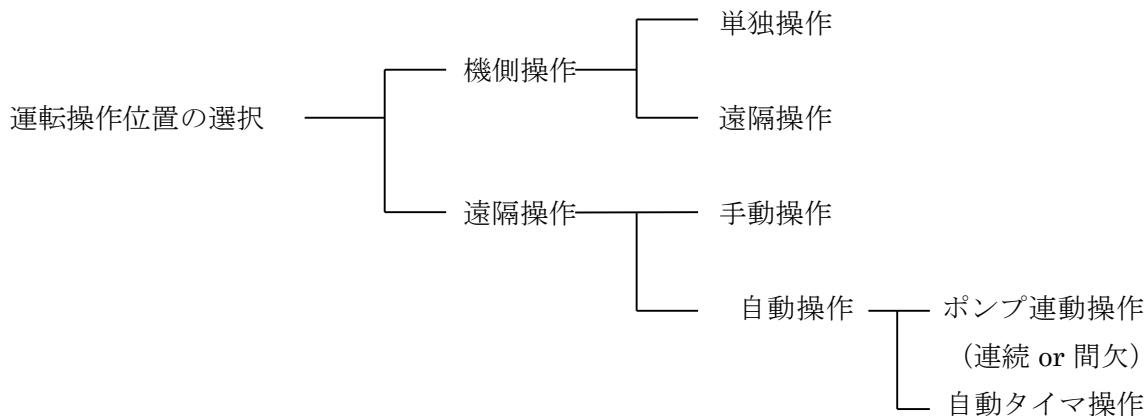 単独操作
機側操作
運転操作位置の選択
遠隔操作
遠隔操作
手動操作
自動操作
ポンプ連動操作
(連続 or 間欠)
自動タイマ操作